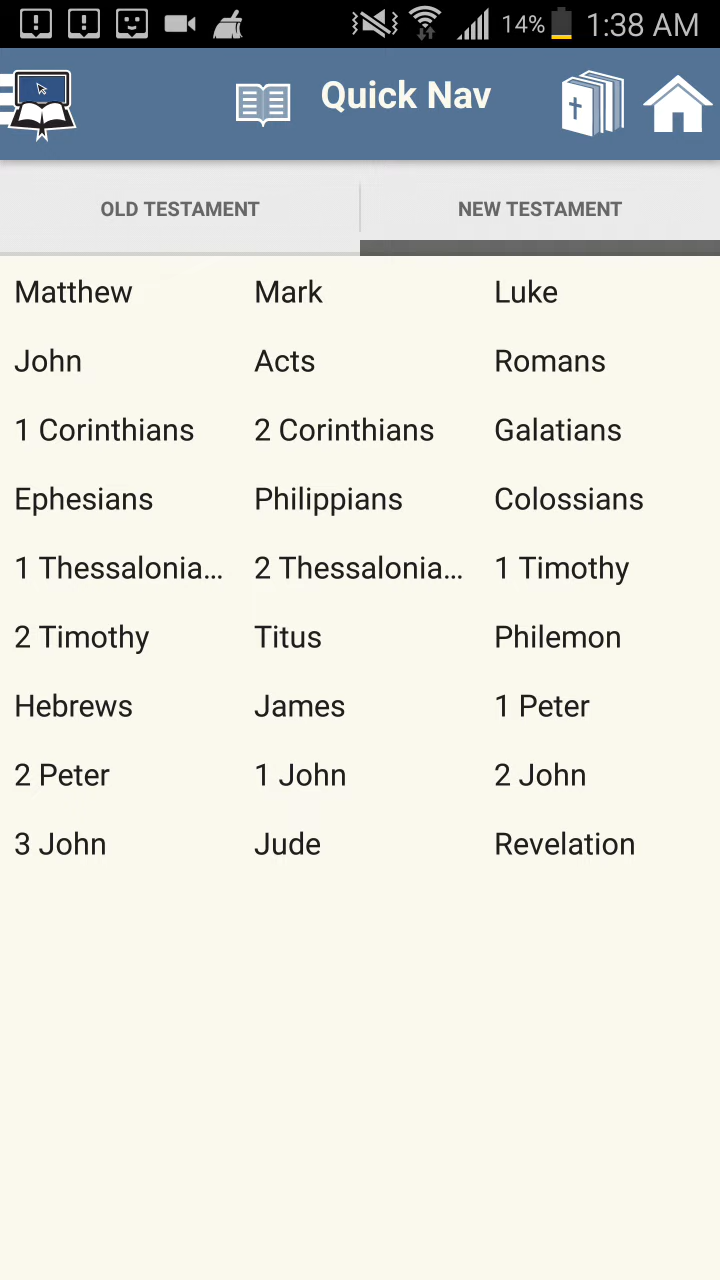 14% 1:38 AM
Quick Nav
OLD TESTAMENT NEW TESTAMENT
Matthew Mark Luke
John Acts Romans
1 Corinthians 2 Corinthians Galatians
Ephesians Philippians Colossians
1 Thessalonia... 2 Thessalonia... 1 Timothy
2 Timothy Titus Philemon
Hebrews James 1 Peter
2 Peter 1 John 2 John
3 John Jude Revelation